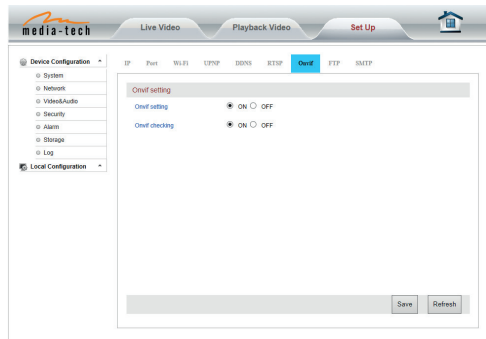 media-tech
Live Video
Playback Video
Set Up
Device Configuration
System
Network
Video&Audio
Security
Alarm
Storage
Log
Local Configuration
IP Port Wi-Fi UPNP DDNS RTSP Onvif FTP SMTP
Onvif setting
Onvif setting ON OFF
Onvif checking ON OFF
Save Refresh